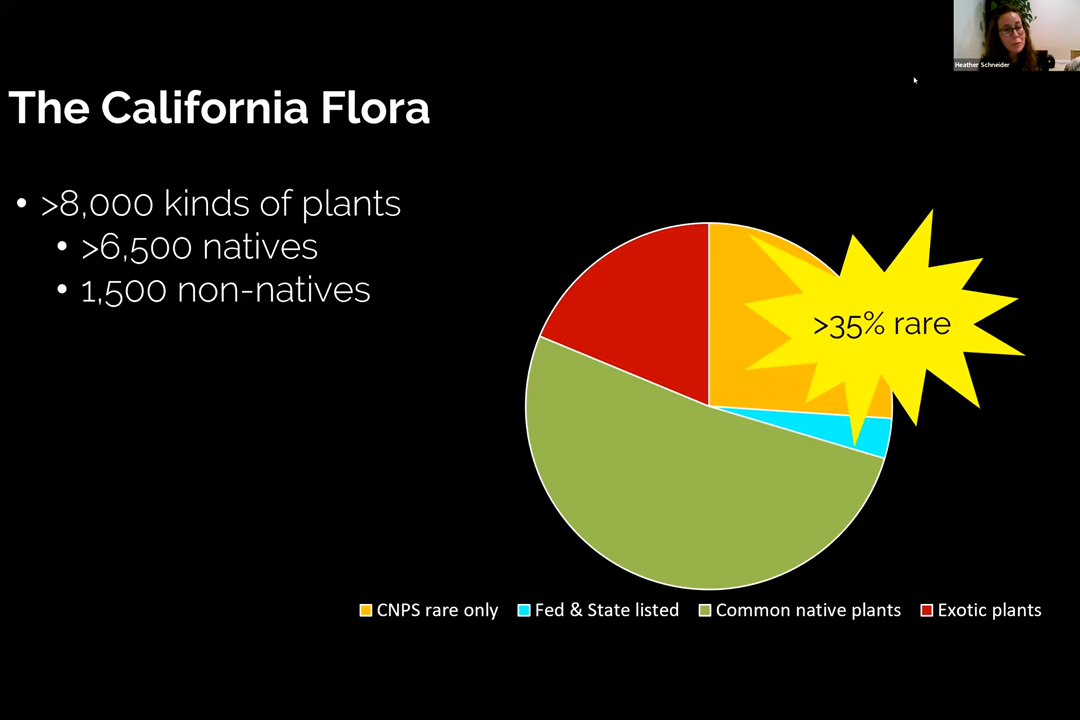 Heather Schneider
The California Flora
• >8,000 kinds of plants
• >6,500 natives
• 1,500 non-natives
>35% rare
CNPS rare only
Fed & State listed
Common native plants
Exotic plants